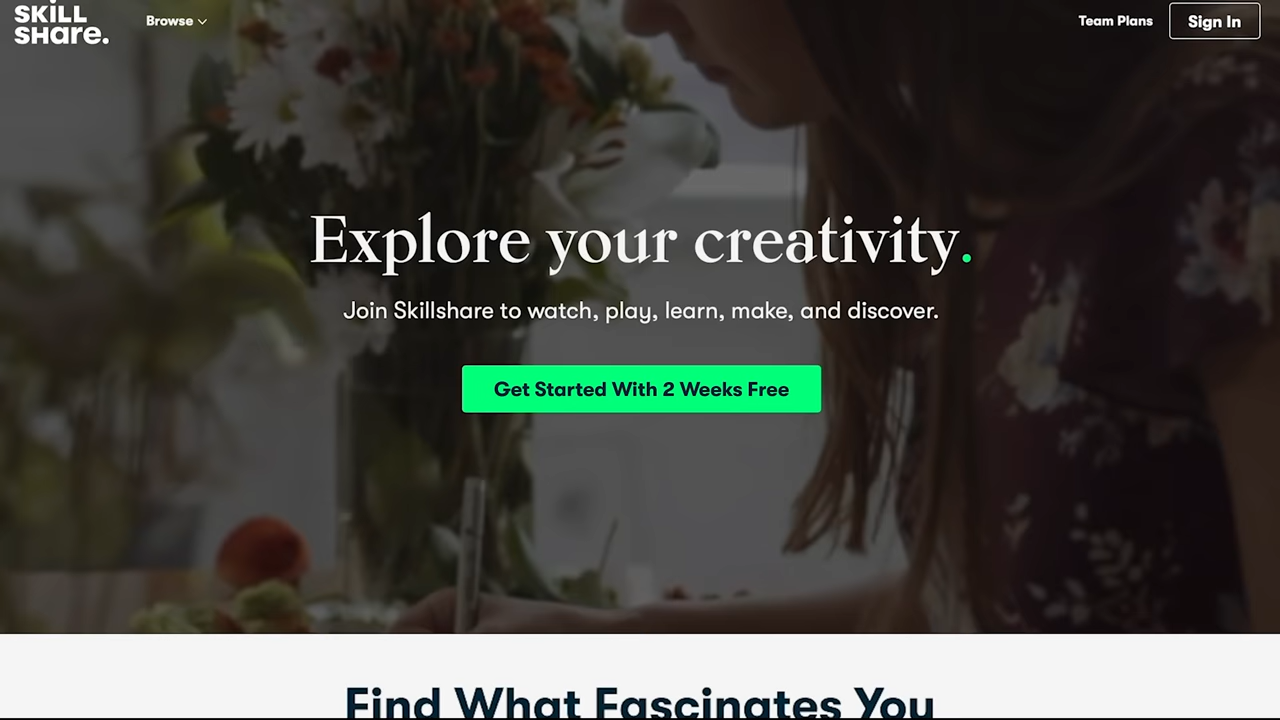 SKILL
SHare.
Browse
Team Plans
Sign In
Explore your creativity.
Join Skillshare to watch, play, learn, make, and discover.
Get Started With 2 Weeks Free
Find What Fascinates You